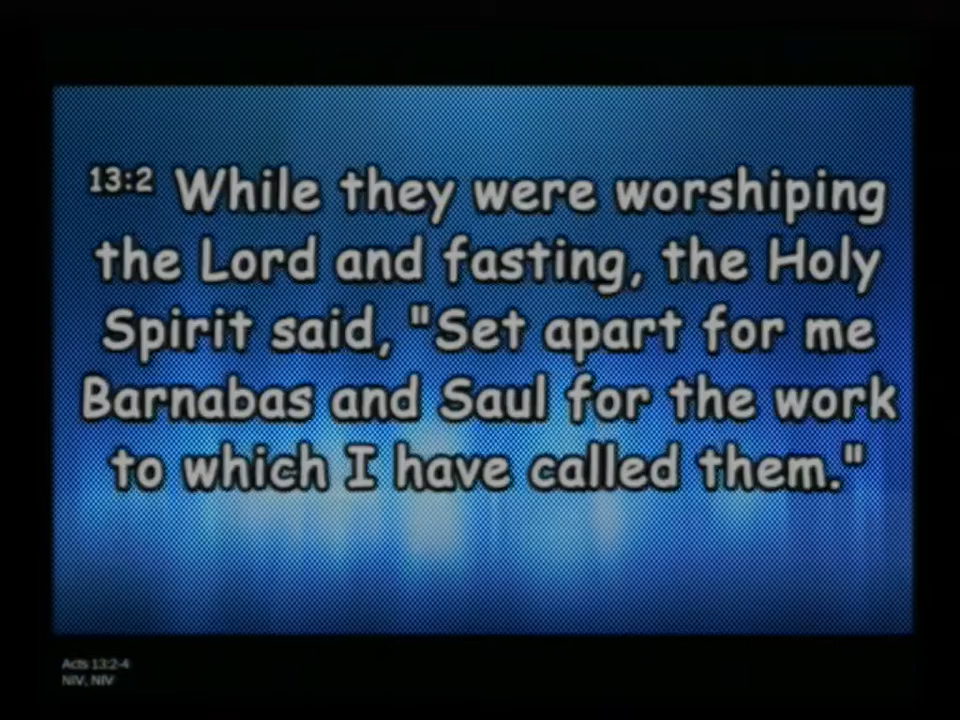 13:2 While they were worshiping
the Lord and fasting, the Holy
Spirit said, "Set apart for me
Barnabas and Saul for the work
to which I have called them."
Acts 13:2-4
NIV, NIV